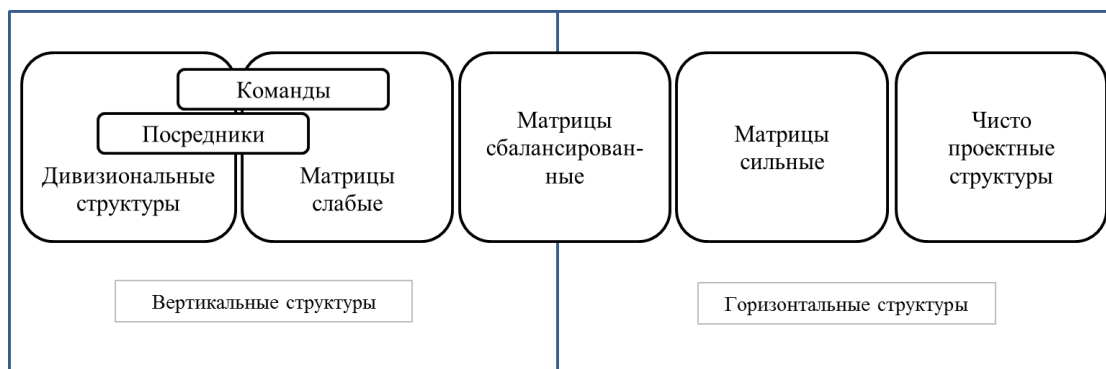 Команды
Посредники
Дивизиональные
структуры
Матрицы
слабые
Матрицы
сбалансирован-
ные
Матрицы
сильные
Чисто
проектные
структуры
Вертикальные структуры
Горизонтальные структуры